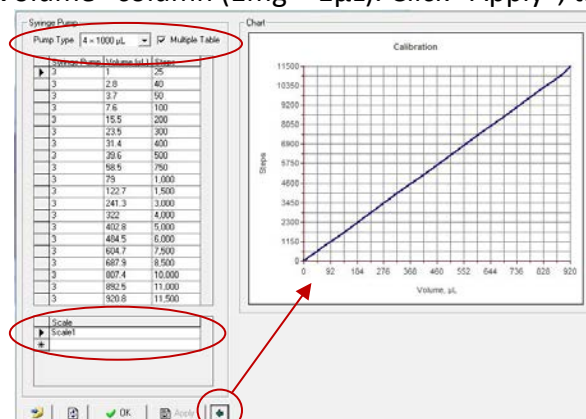 Volume" column (1mg = 1µL). Click "Apply",
Syringe Pump
Pump Type 4 × 1000 µL Multiple Table
Syringe Pump Volume [µL] Steps
3 1 25
3 2.8 40
3 3.7 50
3 7.6 100
3 15.5 200
3 23.5 300
3 31.4 400
3 39.6 500
3 58.5 750
3 79 1,000
3 122.7 1,500
3 241.3 3,000
3 322 4,000
3 402.8 5,000
3 484.5 6,000
3 604.7 7,500
3 687.9 8,500
3 807.4 10,000
3 892.5 11,000
3 920.8 11,500
Scale
Scale1
OK Apply
Chart
Calibration
11500
10350
9200
8050
6900
5750
4600
3450
2300
1150
0
Steps
0 92 184 276 368 460 552 644 736 828 920
Volume, µL